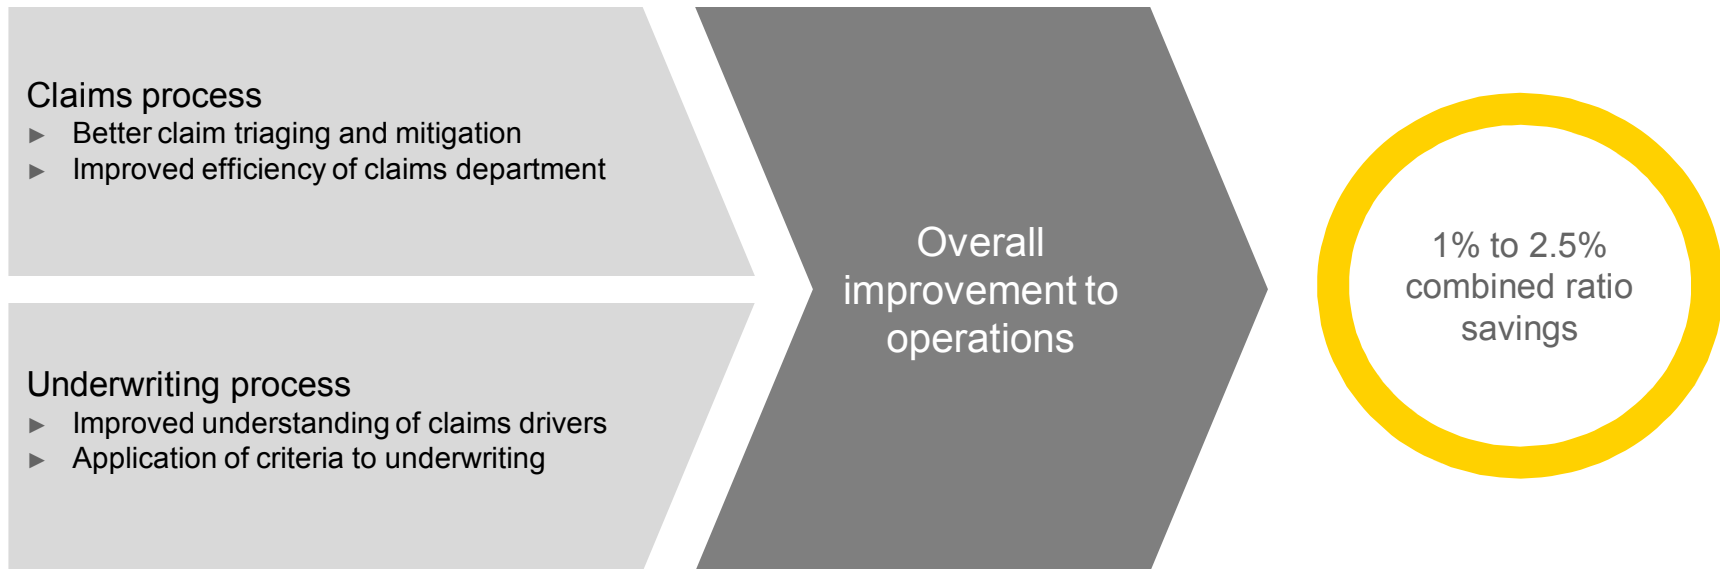 Claims process
► Better claim triaging and mitigation
► Improved efficiency of claims department
Underwriting process
► Improved understanding of claims drivers
► Application of criteria to underwriting
Overall
improvement to
operations
1% to 2.5%
combined ratio
savings